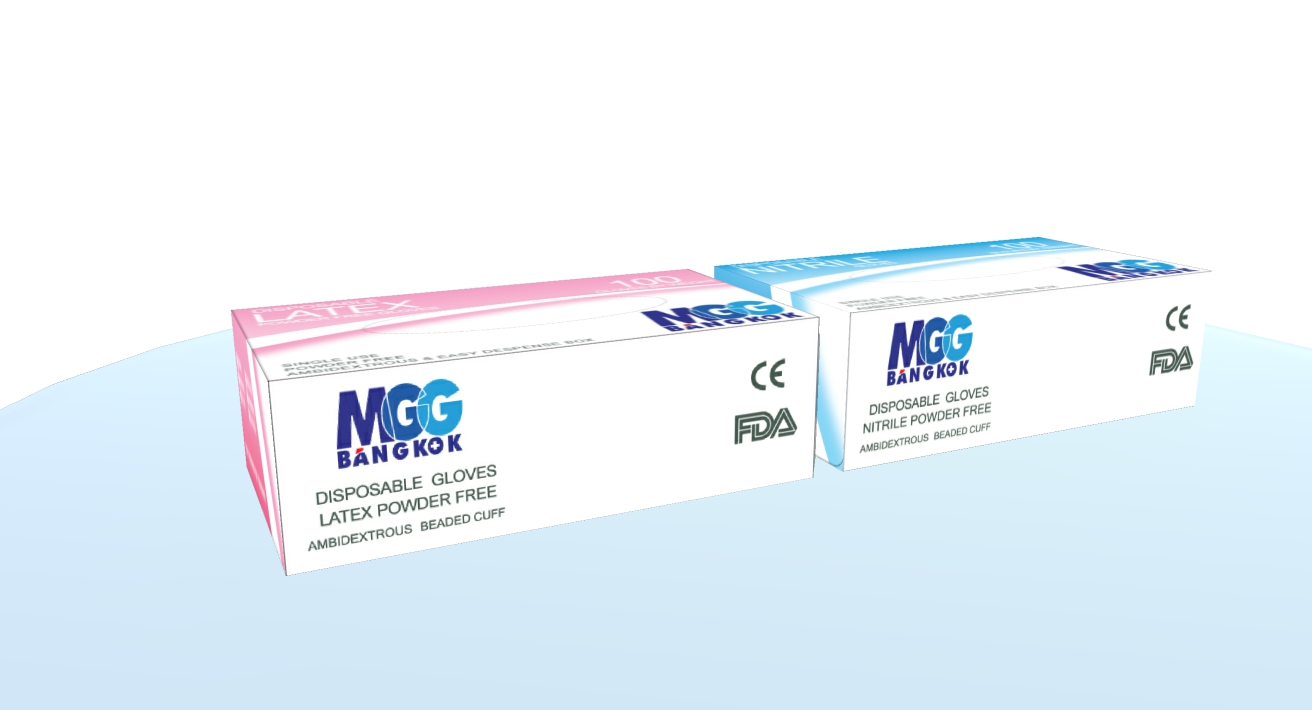 DISPOSABLE
LATEX
100
SINGLE USE
POWDER FREE
AMBIDEXTROUS & EASY DESPENSE BOX
MGG
BANGKOK
MGG
BANGKOK
DISPOSABLE GLOVES
LATEX POWDER FREE
AMBIDEXTROUS BEADED CUFF
CE
FDA
NITRILE
100
SINGLE USE
POWDER FREE
AMBIDEXTROUS & EASY DESPENSE BOX
MGG
BANGKOK
MGG
BANGKOK
DISPOSABLE GLOVES
NITRILE POWDER FREE
AMBIDEXTROUS BEADED CUFF
CE
FDA